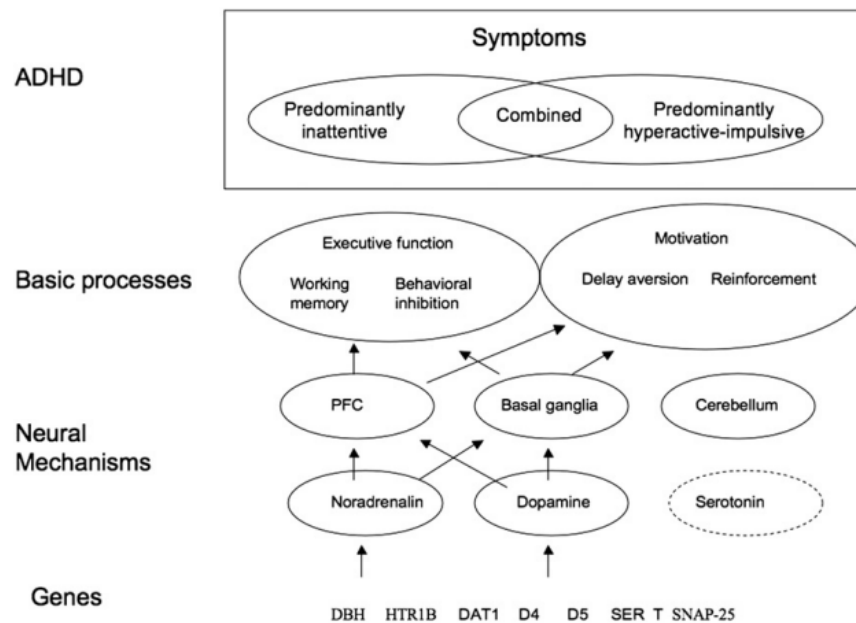 Symptoms
ADHD
Predominantly
inattentive
Combined
Predominantly
hyperactive-impulsive
Basic processes
Executive function
Working
memory
Behavioral
inhibition
Motivation
Delay aversion
Reinforcement
Neural
Mechanisms
PFC
Basal ganglia
Cerebellum
Noradrenalin
Dopamine
Serotonin
Genes
DBH HTR1B DAT1 D4 D5 SER T SNAP-25